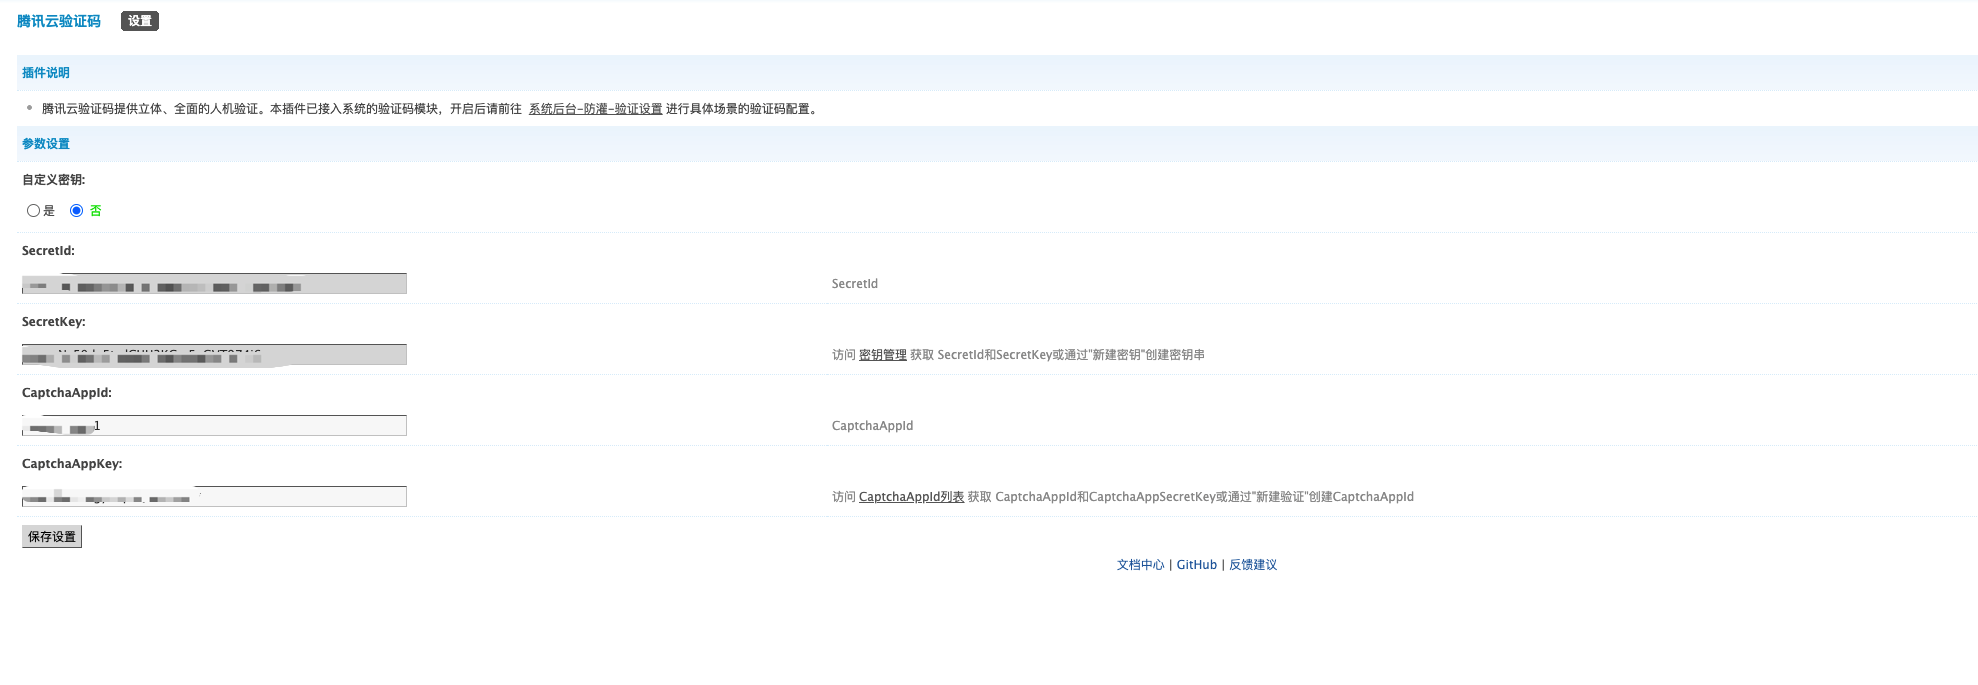 腾讯云验证码 设置
插件说明
腾讯云验证码提供立体、全面的人机验证。本插件已接入系统的验证码模块，开启后请前往 系统后台-防灌-验证设置 进行具体场景的验证码配置。
参数设置
自定义密钥:
是 否
SecretId:
SecretId
SecretKey:
访问 密钥管理 获取 SecretId和SecretKey或通过"新建密钥"创建密钥串
CaptchaAppId:
1
CaptchaAppId
CaptchaAppKey:
访问 CaptchaAppId列表 获取 CaptchaAppId和CaptchaAppSecretKey或通过"新建验证"创建CaptchaAppId
保存设置
文档中心 | GitHub | 反馈建议